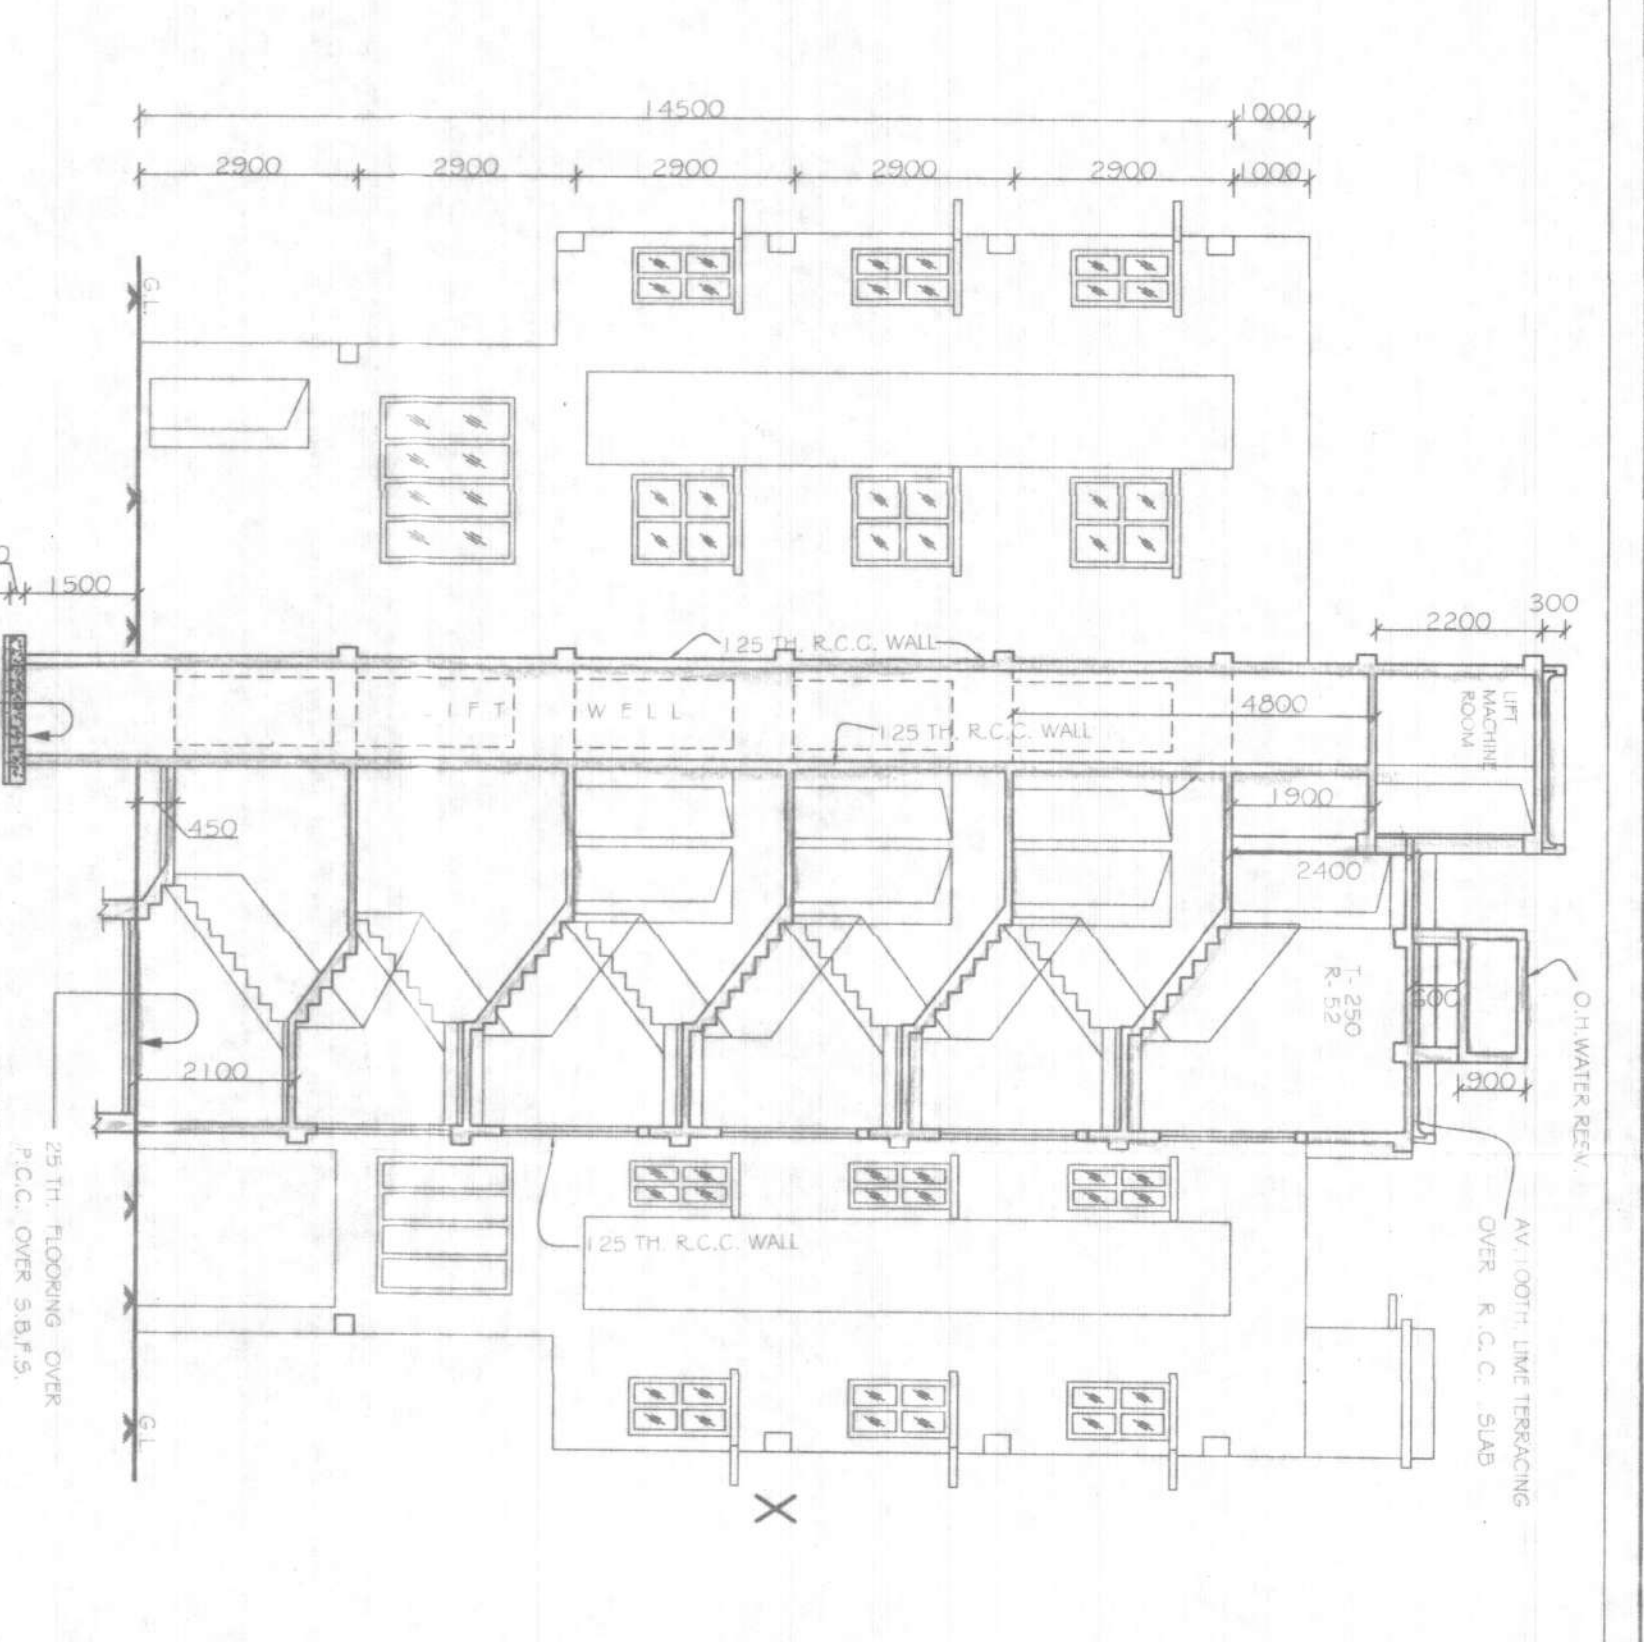 14500
1000
2900
2900
2900
2900
2900
1000
G.L.
1500
125 TH. R.C.C. WALL
2200
300
LIFT WELL
4800
LIFT
MACHINE
ROOM
125 TH. R.C.C. WALL
1900
450
2400
T- 250
R- 52
600
O.H.WATER RESV.
2100
900
125 TH. R.C.C. WALL
25 TH. FLOORING OVER
P.C.C. OVER S.B.F.S.
AV. 100TH. LIME TERRACING
OVER R.C.C. SLAB
G.L
X